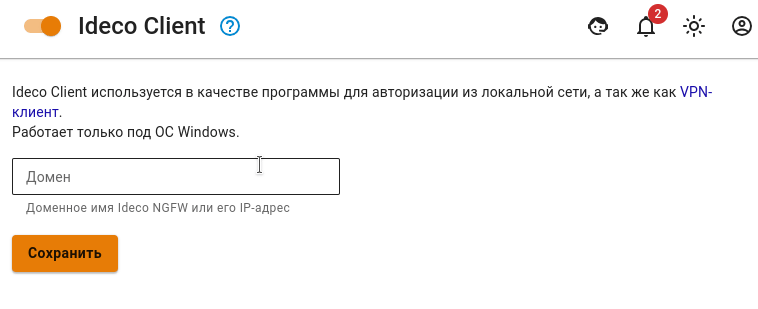 Ideco Client
2
Ideco Client используется в качестве программы для авторизации из локальной сети, а так же как VPN-
клиент.
Работает только под ОС Windows.
Домен
Доменное имя Ideco NGFW или его IP-адрес
Сохранить